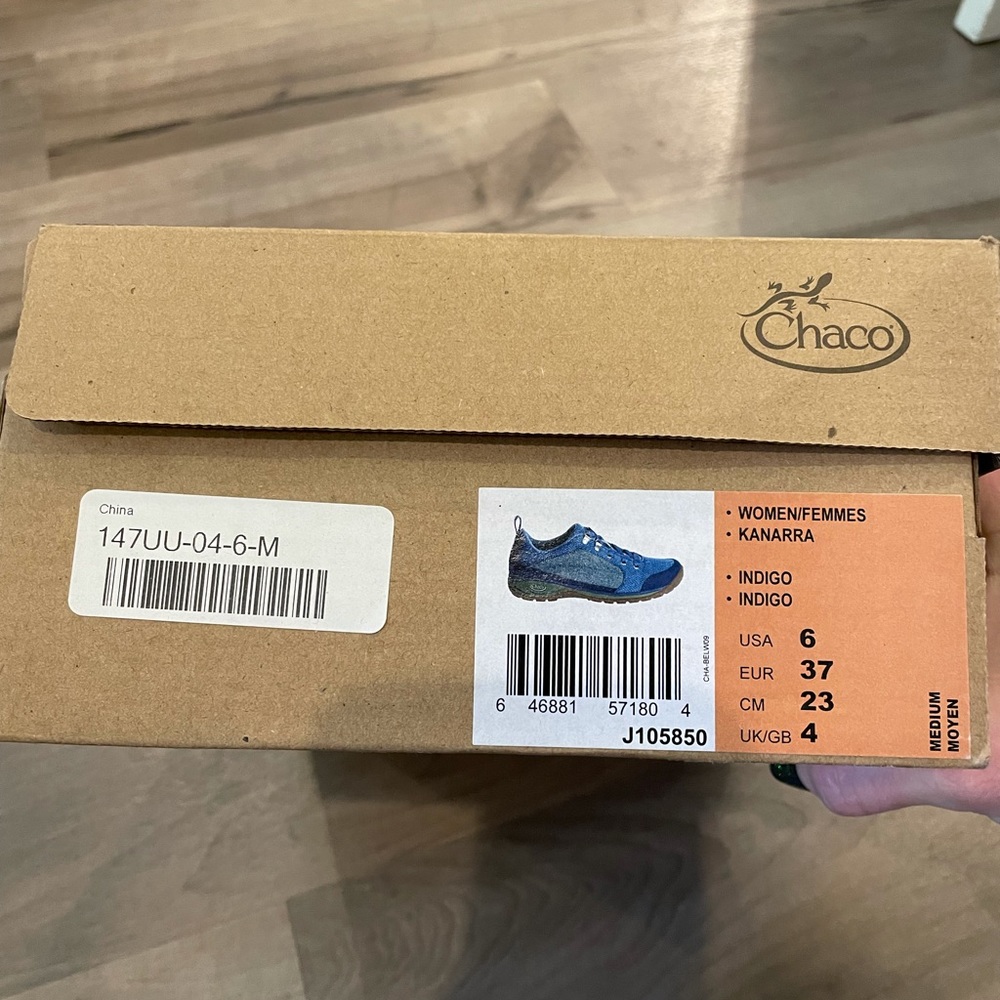 Chaco
China
147UU-04-6-M
• WOMEN/FEMMES
• KANARRA
• INDIGO
• INDIGO
USA 6
EUR 37
CM 23
UK/GB 4
MEDIUM
MOYEN
CHA-BELW09
6 46881 57180 4
J105850